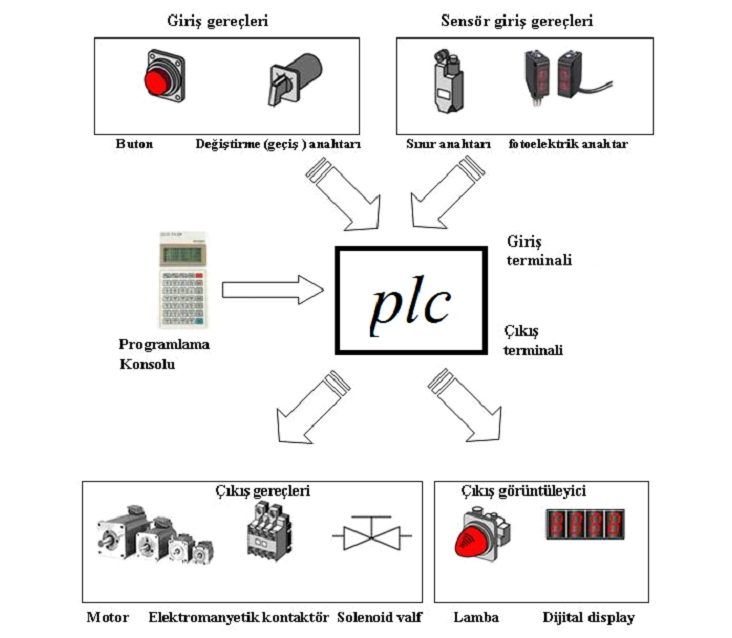 Giriş gereçleri
Sensör giriş gereçleri
Buton
Değiştirme (geçiş ) anahtarı
Sınır anahtarı
fotoelektrik anahtar
Giriş
terminali
plc
Programlama
Konsolu
Çıkış
terminali
Çıkış gereçleri
Çıkış görüntüleyici
Motor
Elektromanyetik kontaktör
Solenoid valf
Lamba
Dijital display